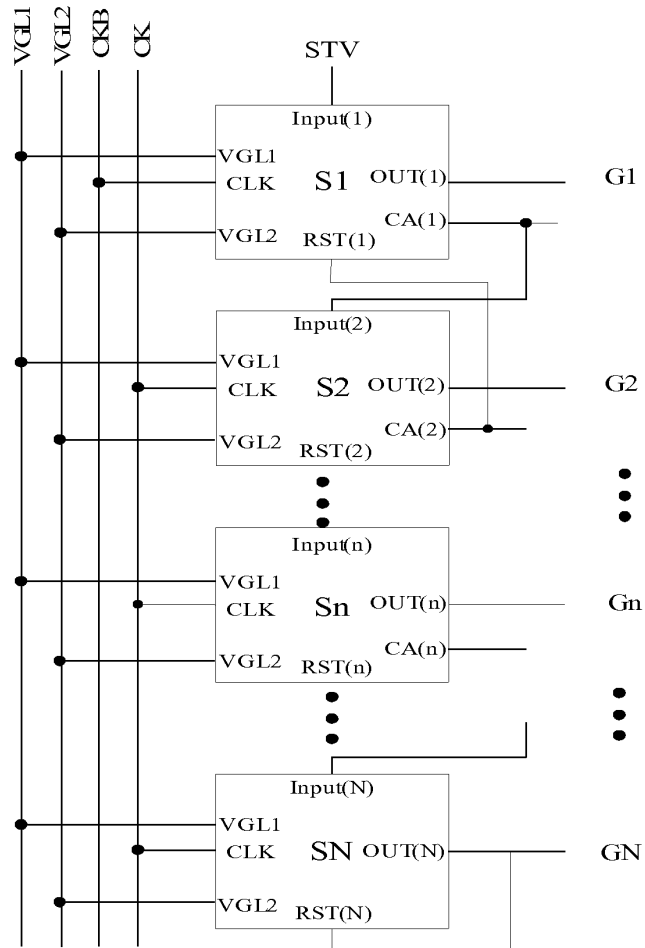 VGL1
VGL2
CKB
CK
STV
Input(1)
VGL1
CLK
S1
OUT(1)
G1
CA(1)
VGL2
RST(1)
Input(2)
VGL1
CLK
S2
OUT(2)
G2
CA(2)
VGL2
RST(2)
Input(n)
VGL1
CLK
Sn
OUT(n)
Gn
CA(n)
VGL2
RST(n)
Input(N)
VGL1
CLK
SN
OUT(N)
GN
VGL2
RST(N)